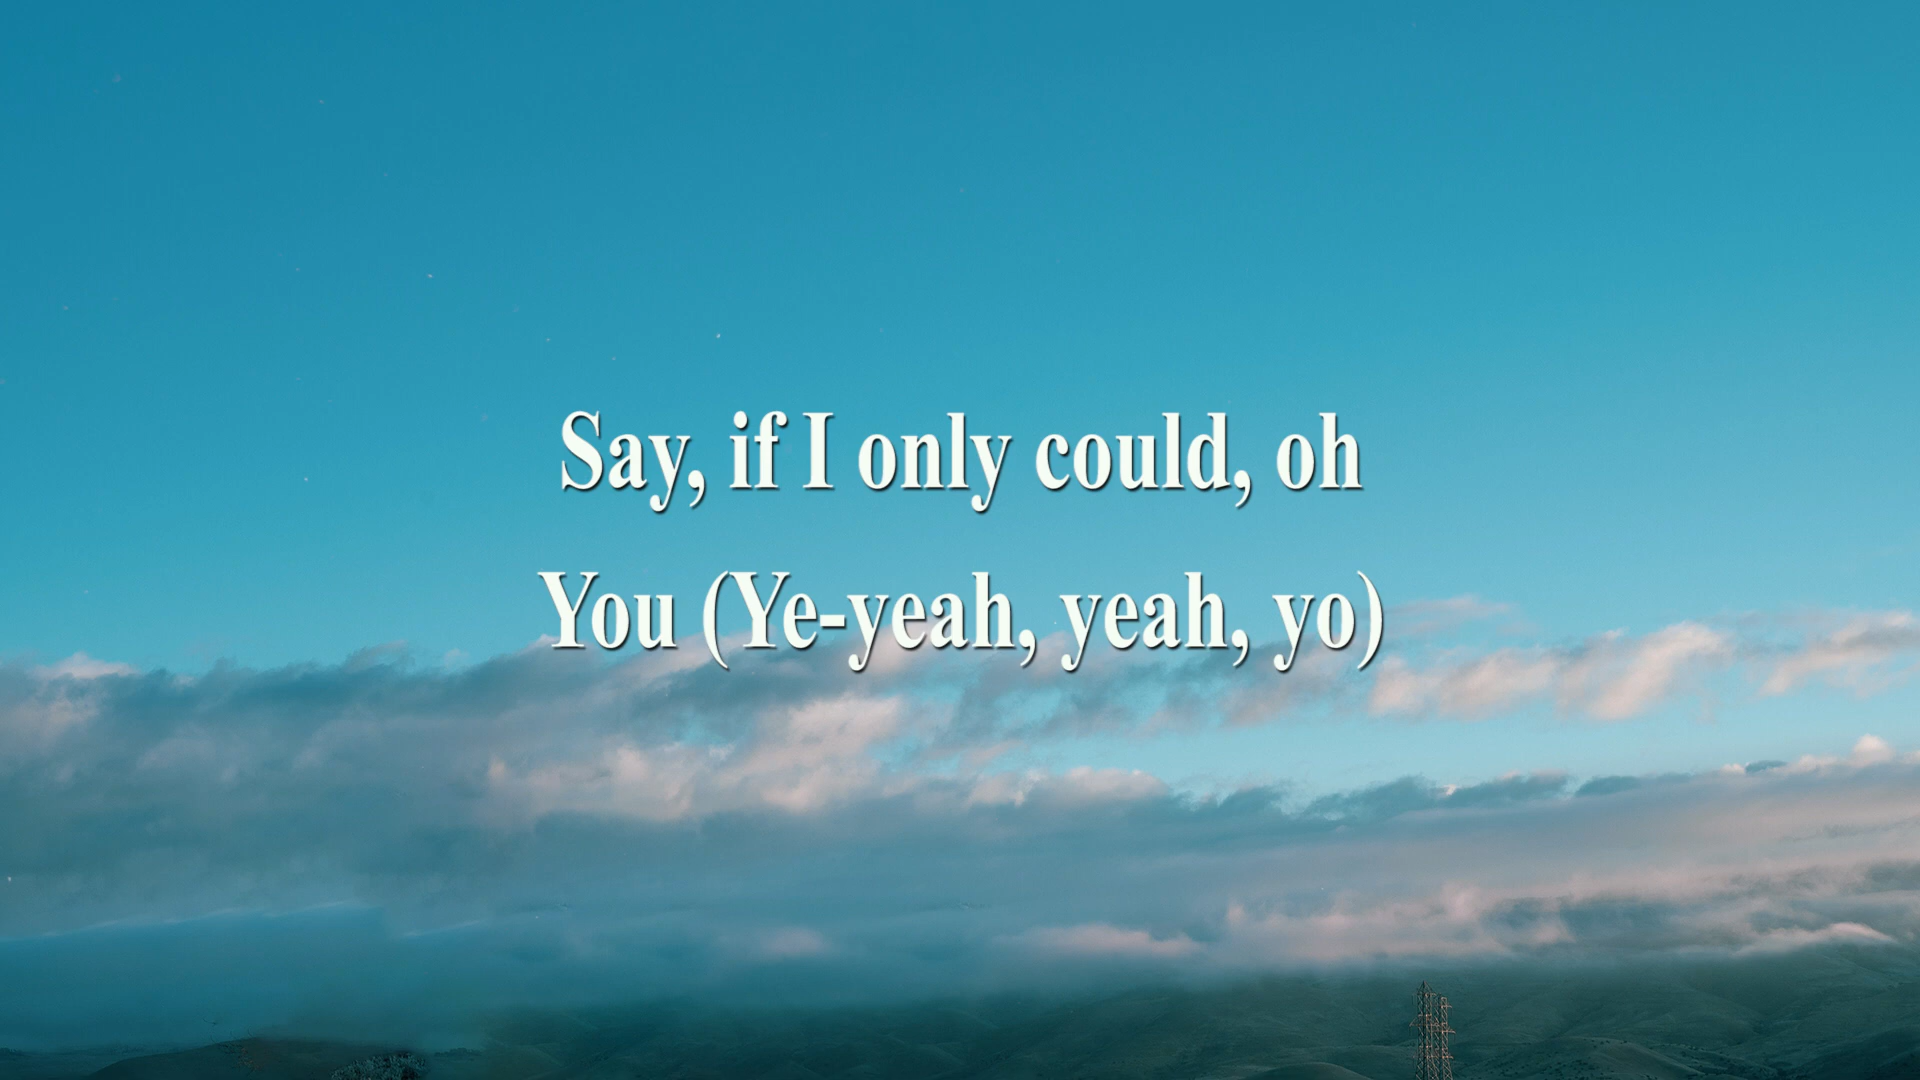 Say, if I only could, oh
You (Ye-yeah, yeah, yo)